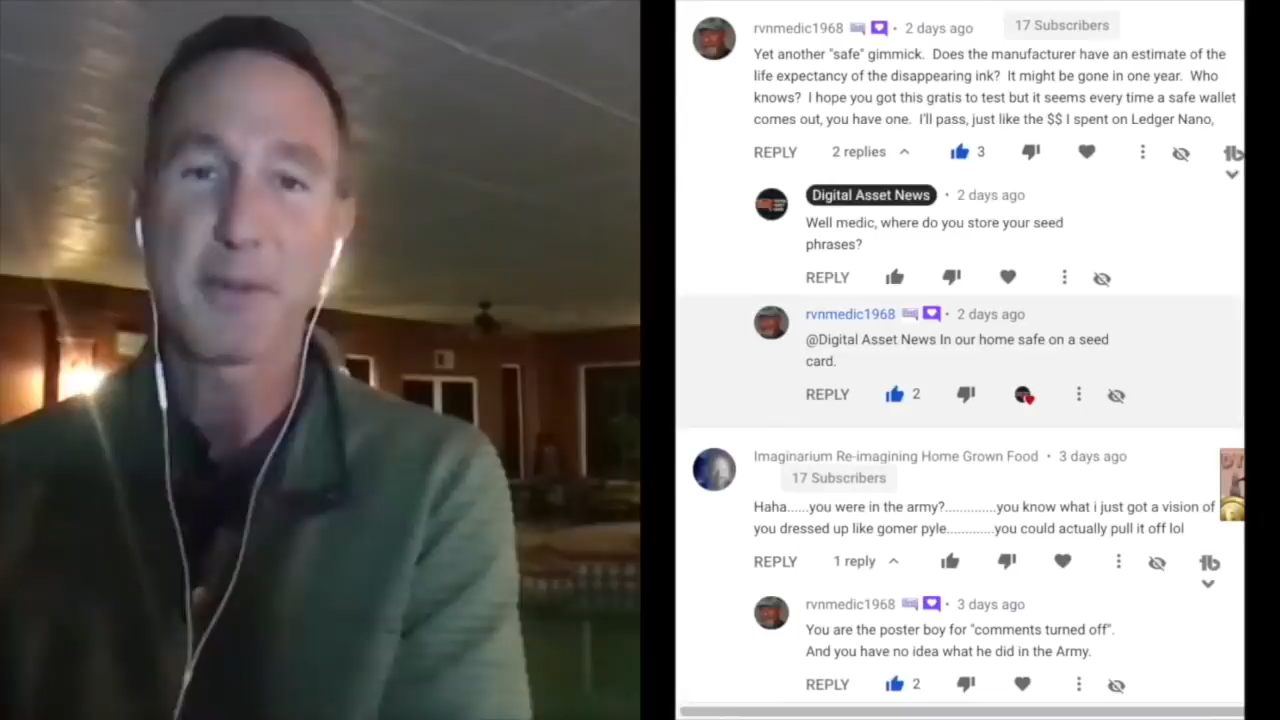 rvnmedic1968 • 2 days ago 17 Subscribers
Yet another "safe" gimmick. Does the manufacturer have an estimate of the
life expectancy of the disappearing ink? It might be gone in one year. Who
knows? I hope you got this gratis to test but it seems every time a safe wallet
comes out, you have one. I'll pass, just like the $$ I spent on Ledger Nano,
REPLY 2 replies 3
Digital Asset News • 2 days ago
Well medic, where do you store your seed
phrases?
REPLY
rvnmedic1968 • 2 days ago
@Digital Asset News In our home safe on a seed
card.
REPLY 2
Imaginarium Re-imagining Home Grown Food • 3 days ago
17 Subscribers
Haha......you were in the army?..............you know what i just got a vision of
you dressed up like gomer pyle............you could actually pull it off lol
REPLY 1 reply
rvnmedic1968 • 3 days ago
You are the poster boy for "comments turned off".
And you have no idea what he did in the Army.
REPLY 2